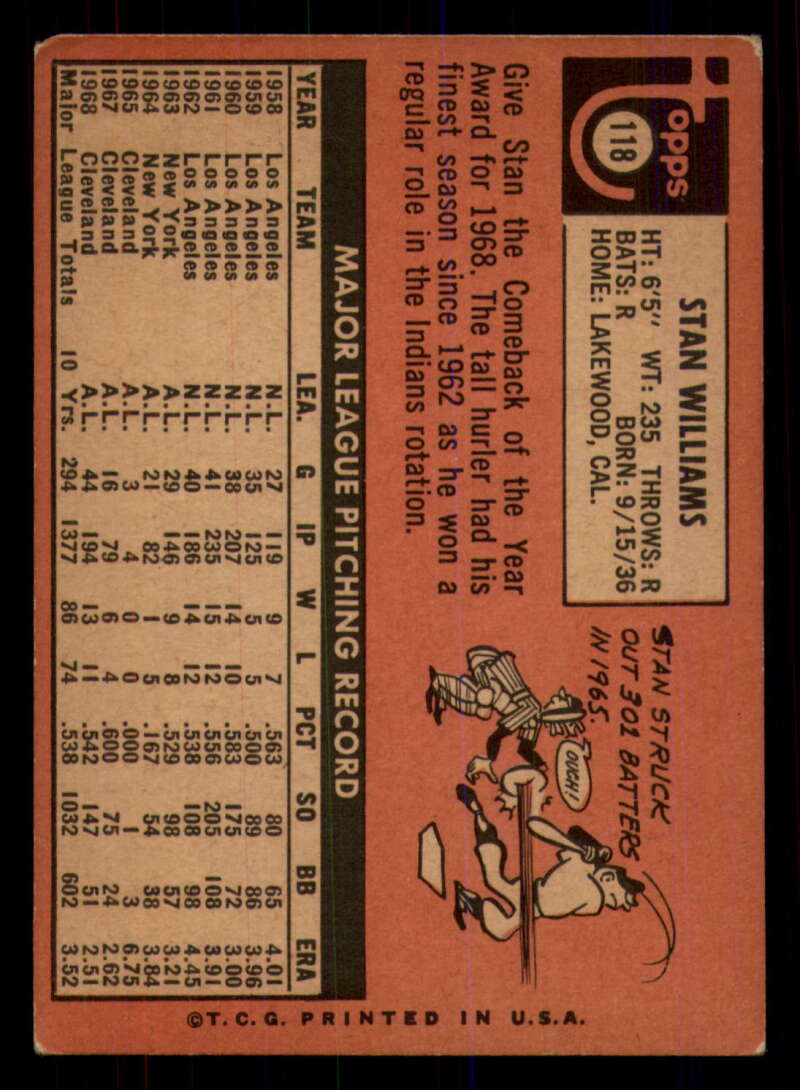 Topps
118
STAN WILLIAMS
HT: 6'5" WT: 235 THROWS: R
BATS: R BORN: 9/15/36
HOME: LAKEWOOD, CAL.
Give Stan the Comeback of the Year
Award for 1968. The tall hurler had his
finest season since 1962 as he won a
regular role in the Indians rotation.
STAN STRUCK
OUT 301 BATTERS
IN 1965.
OUCH!
MAJOR LEAGUE PITCHING RECORD
YEAR TEAM LEA. G IP W L PCT SO BB ERA
1958 Los Angeles N.L. 27 119 9 7 .563 80 65 4.01
1959 Los Angeles N.L. 35 125 5 5 .500 89 86 3.96
1960 Los Angeles N.L. 38 207 14 10 .583 175 72 3.00
1961 Los Angeles N.L. 41 235 15 12 .556 205 108 3.91
1962 Los Angeles N.L. 40 186 14 12 .538 108 98 4.45
1963 New York A.L. 29 146 9 8 .529 98 57 3.21
1964 New York A.L. 21 82 1 5 .167 54 38 3.84
1965 Cleveland A.L. 3 4 0 0 .000 1 3 6.75
1967 Cleveland A.L. 16 79 6 4 .600 75 24 2.62
1968 Cleveland A.L. 44 194 13 11 .542 147 51 2.51
Major League Totals 10 Yrs. 294 1377 86 74 .538 1032 602 3.52
©T.C.G. PRINTED IN U.S.A.